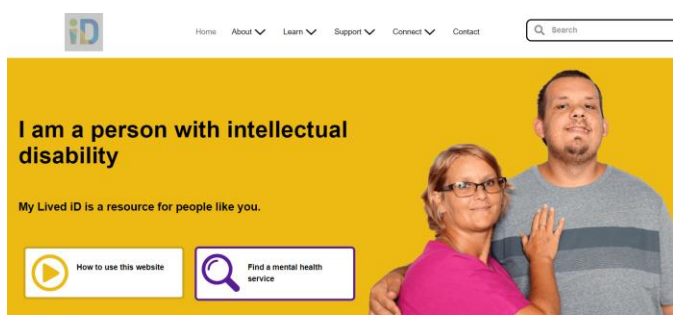 iD
Home About Learn Support Connect Contact Search
I am a person with intellectual
disability
My Lived iD is a resource for people like you.
How to use this website
Find a mental health
service